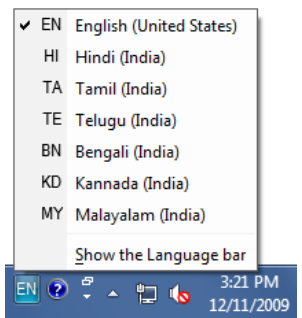 EN English (United States)
HI Hindi (India)
TA Tamil (India)
TE Telugu (India)
BN Bengali (India)
KD Kannada (India)
MY Malayalam (India)
Show the Language bar
EN ? 3:21 PM
12/11/2009